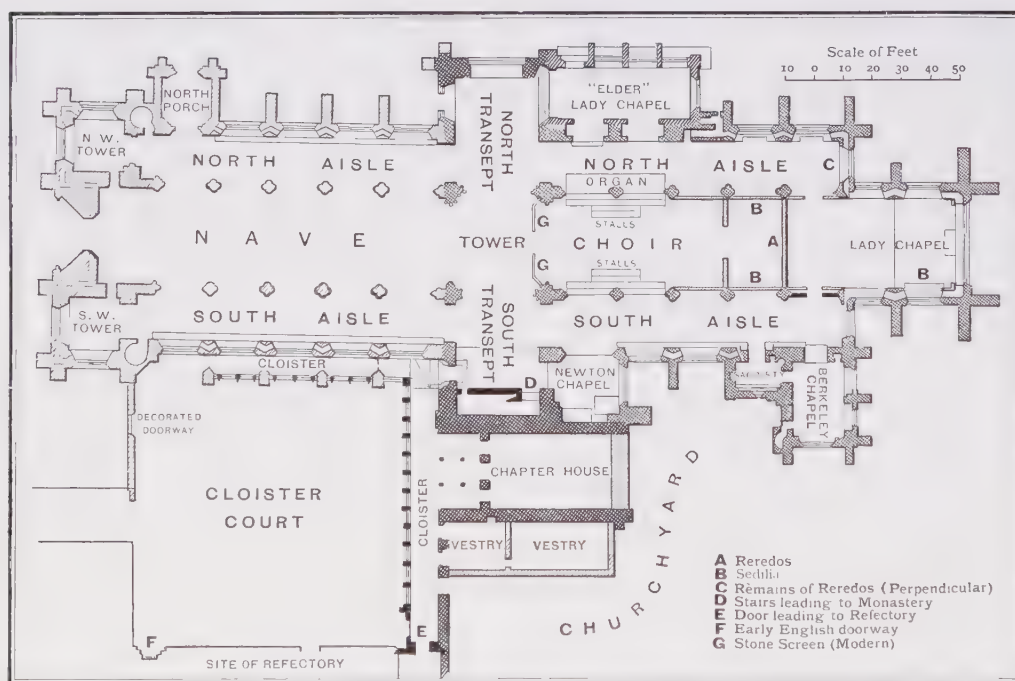 Scale of Feet
10 0 10 20 30 40 50
"ELDER"
LADY CHAPEL
NORTH
PORCH
N.W.
TOWER
NORTH
TRANSEPT
NORTH AISLE
NORTH AISLE
C
ORGAN
B
G
STALLS
NAVE
TOWER
CHOIR
A
LADY CHAPEL
STALLS
G
B
B
SOUTH
TRANSEPT
S.W.
TOWER
SOUTH AISLE
SOUTH AISLE
CLOISTER
NEWTON
CHAPEL
D
BERKELEY
CHAPEL
DECORATED
DOORWAY
CHAPTER HOUSE
CLOISTER
COURT
CLOISTER
VESTRY
VESTRY
CHURCHYARD
A Reredos
B Sedilia
C Remains of Reredos (Perpendicular)
D Stairs leading to Monastery
E Door leading to Refectory
F Early English doorway
G Stone Screen (Modern)
E
F
SITE OF REFECTORY